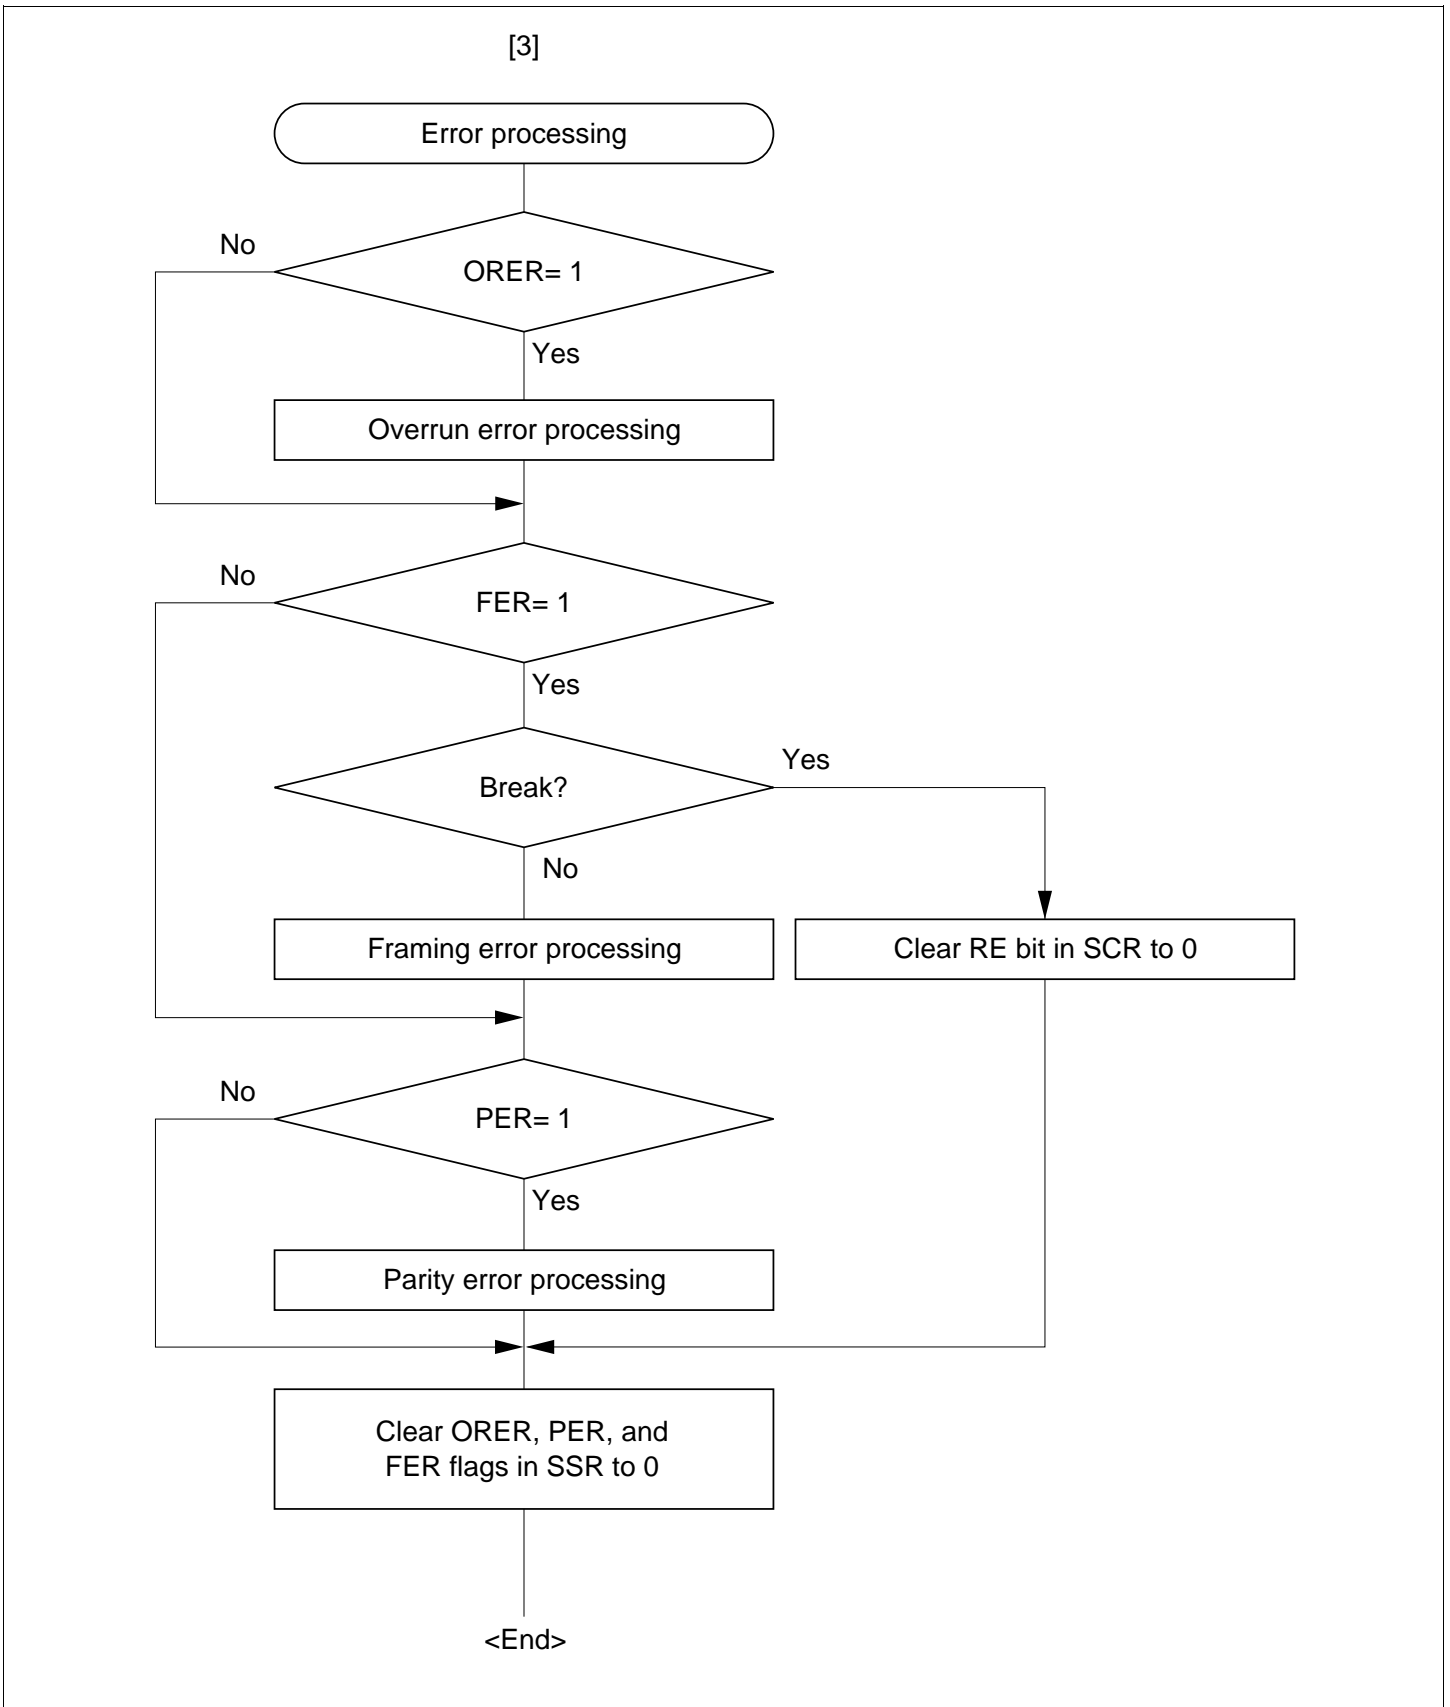 [3]
Error processing
No
ORER= 1
Yes
Overrun error processing
No
FER= 1
Yes
Yes
Break?
No
Framing error processing
Clear RE bit in SCR to 0
No
PER= 1
Yes
Parity error processing
Clear ORER, PER, and
FER flags in SSR to 0
<End>